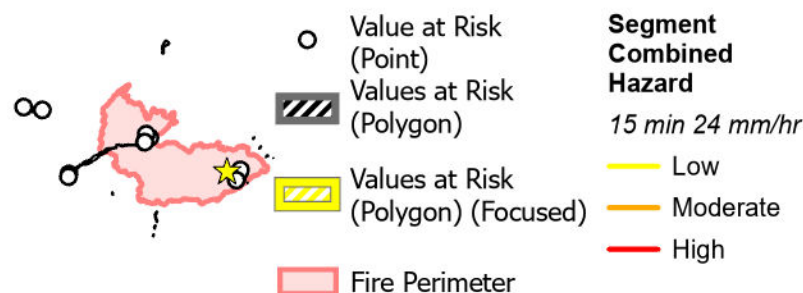 Value at Risk
(Point)
Values at Risk
(Polygon)
Values at Risk
(Polygon) (Focused)
Fire Perimeter
Segment
Combined
Hazard
15 min 24 mm/hr
Low
Moderate
High